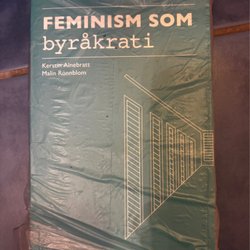 FEMINISM SOM
byråkrati
Kerstin Alnebratt
Malin Rönnblom